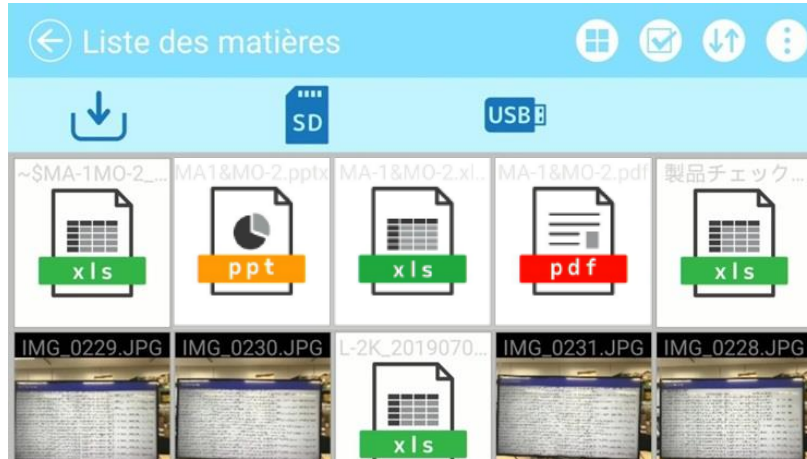 Liste des matières
SD
USB
~$MA-1MO-2_...
MA1&MO-2.pptx
MA-1&MO-2.xl..
MA-1&MO-2.pdf
製品チェック...
xls
ppt
xls
pdf
xls
IMG_0229.JPG
IMG_0230.JPG
L-2K_2019070...
IMG_0231.JPG
IMG_0228.JPG
xls